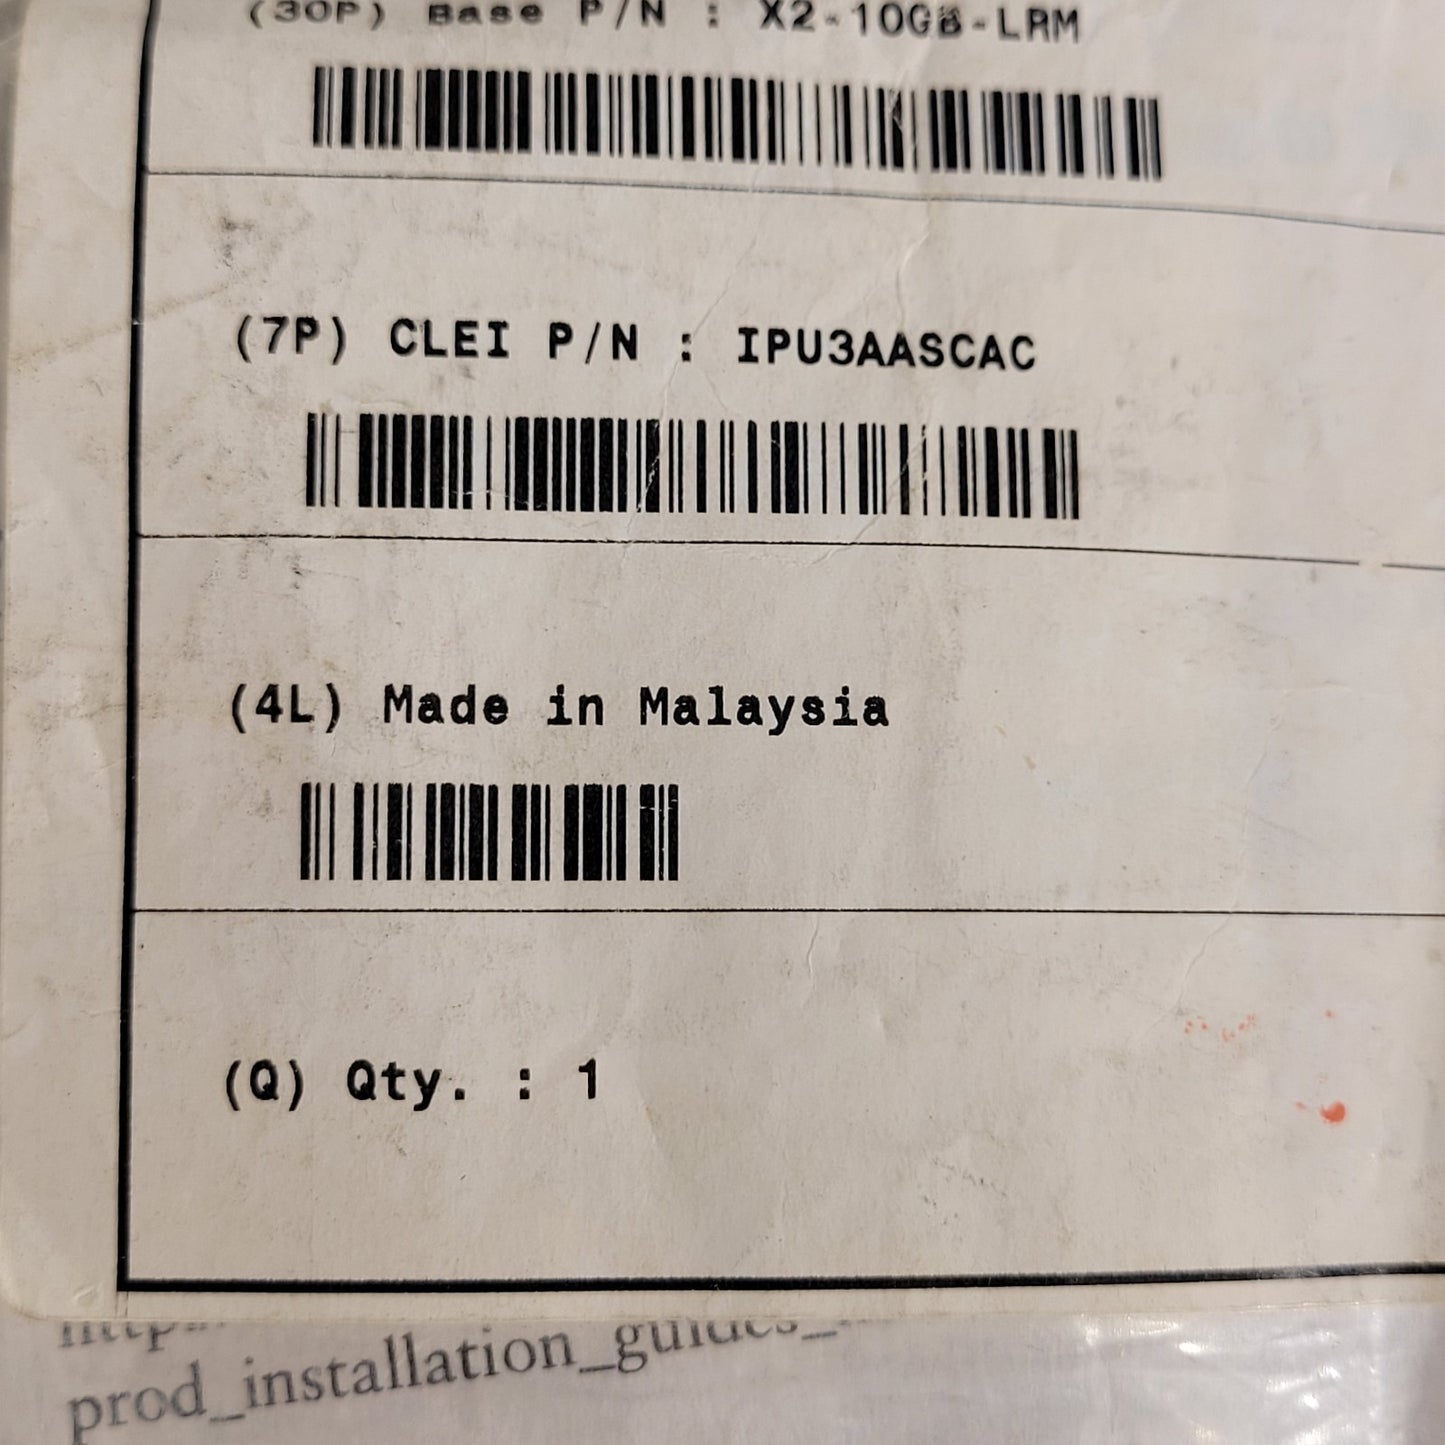 (30P) Base P/N : X2-10GB-LRM
(7P) CLEI P/N : IPU3AASCAC
(4L) Made in Malaysia
(Q) Qty. : 1
prod_installation_guides_